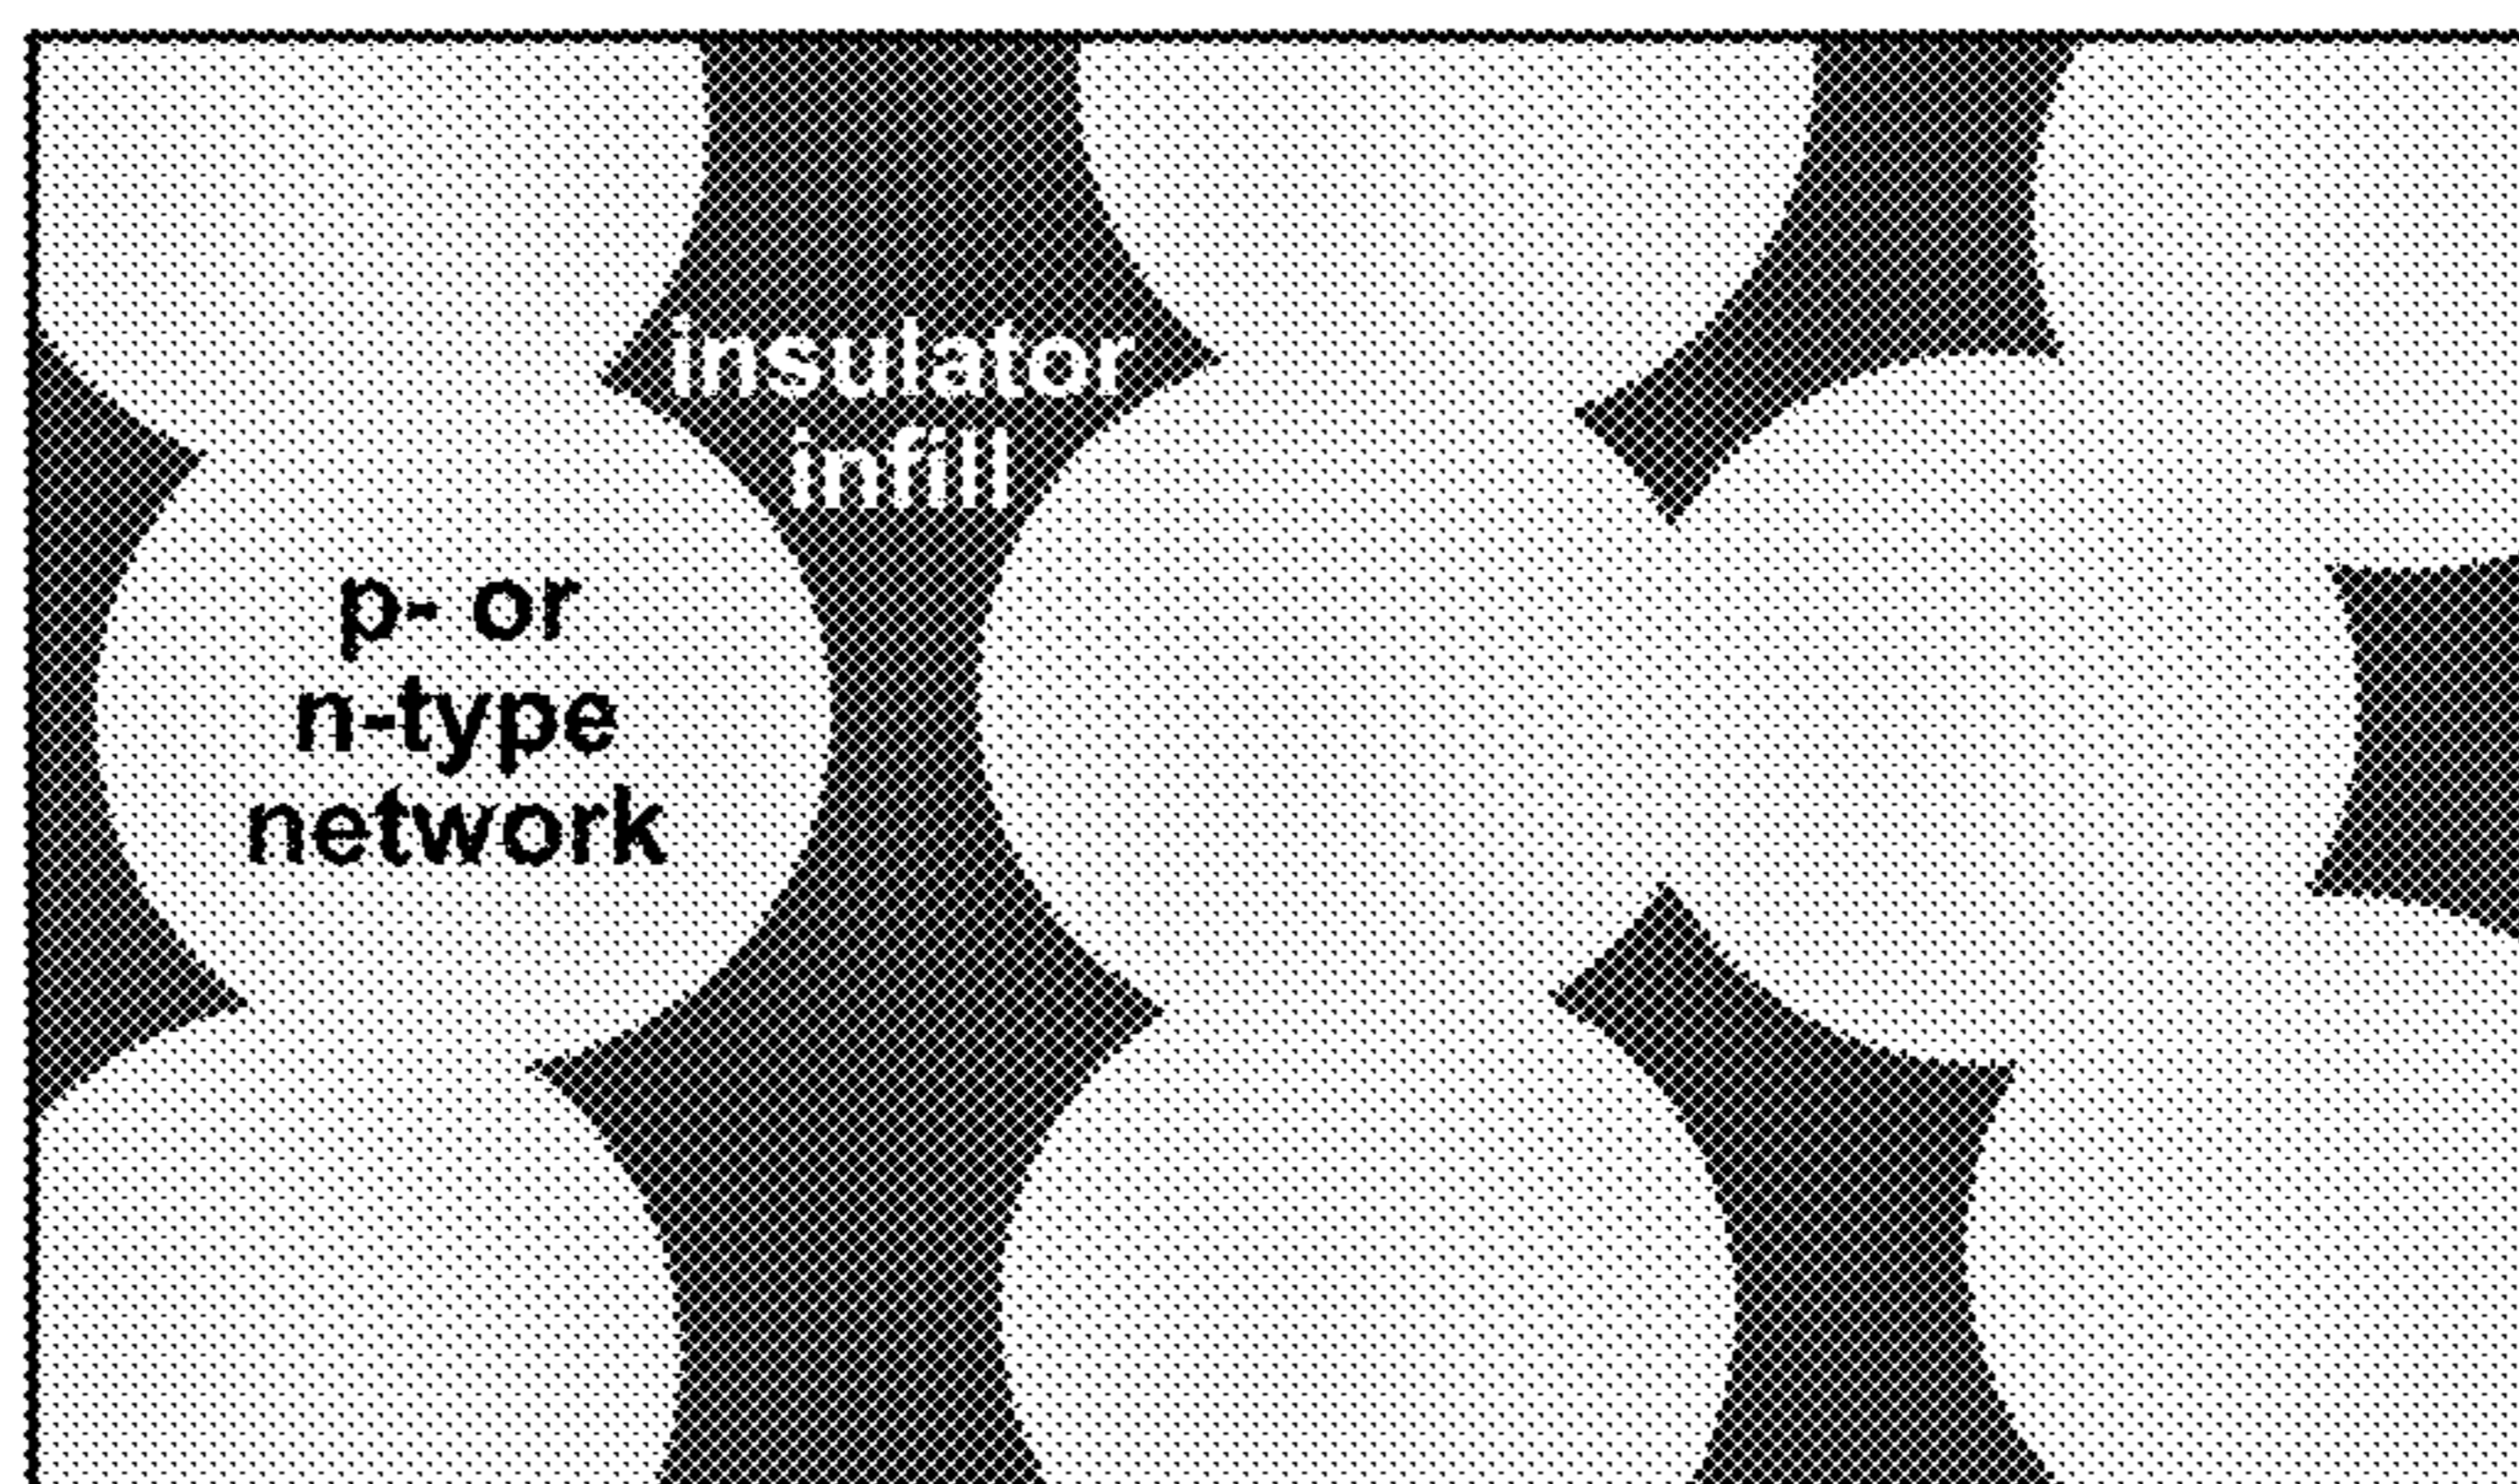 insulator
infill
p- or
n-type
network